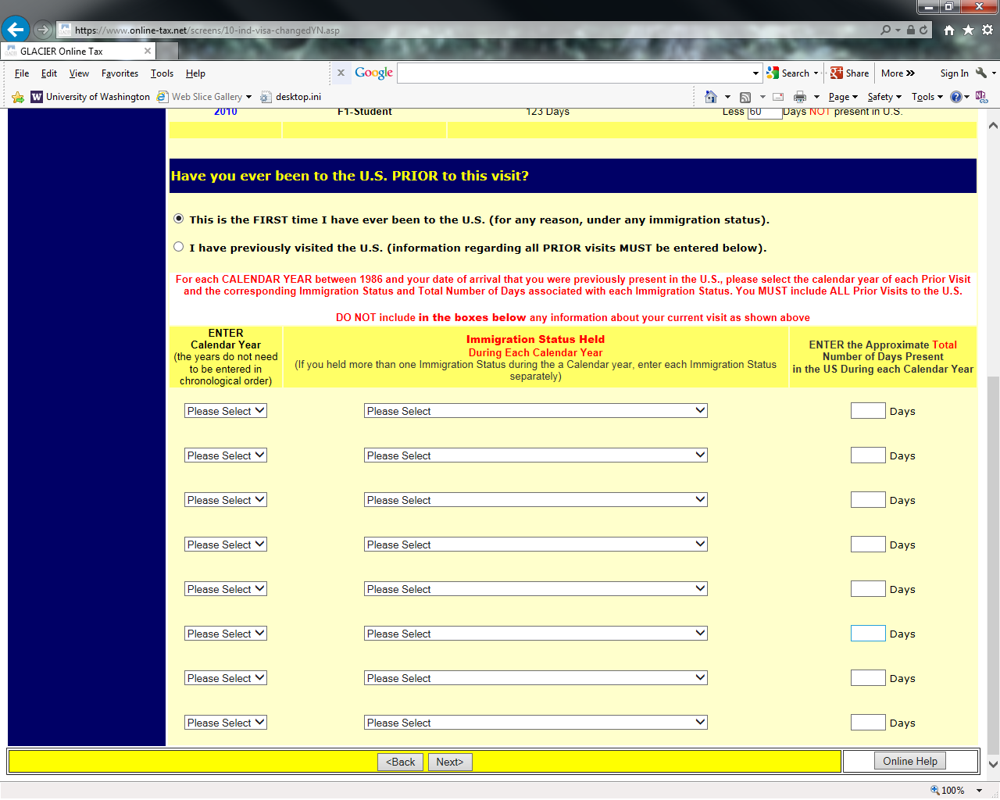 https://www.online-tax.net/screens/10-ind-visa-changedYN.asp
GLACIER Online Tax
File Edit View Favorites Tools Help
x Google Search Share More » Sign In
University of Washington Web Slice Gallery desktop.ini
Page Safety Tools
2010 F1-Student 123 Days Less 60 Days NOT present in U.S.
Have you ever been to the U.S. PRIOR to this visit?
This is the FIRST time I have ever been to the U.S. (for any reason, under any immigration status).
I have previously visited the U.S. (information regarding all PRIOR visits MUST be entered below).
For each CALENDAR YEAR between 1986 and your date of arrival that you were previously present in the U.S., please select the calendar year of each Prior Visit
and the corresponding Immigration Status and Total Number of Days associated with each Immigration Status. You MUST include ALL Prior Visits to the U.S.
DO NOT include in the boxes below any information about your current visit as shown above
ENTER
Calendar Year
(the years do not need
to be entered in
chronological order)
Immigration Status Held
During Each Calendar Year
(If you held more than one Immigration Status during the a Calendar year, enter each Immigration Status
separately)
ENTER the Approximate Total
Number of Days Present
in the US During each Calendar Year
Please Select Please Select Days
Please Select Please Select Days
Please Select Please Select Days
Please Select Please Select Days
Please Select Please Select Days
Please Select Please Select Days
Please Select Please Select Days
Please Select Please Select Days
<Back Next> Online Help
100%